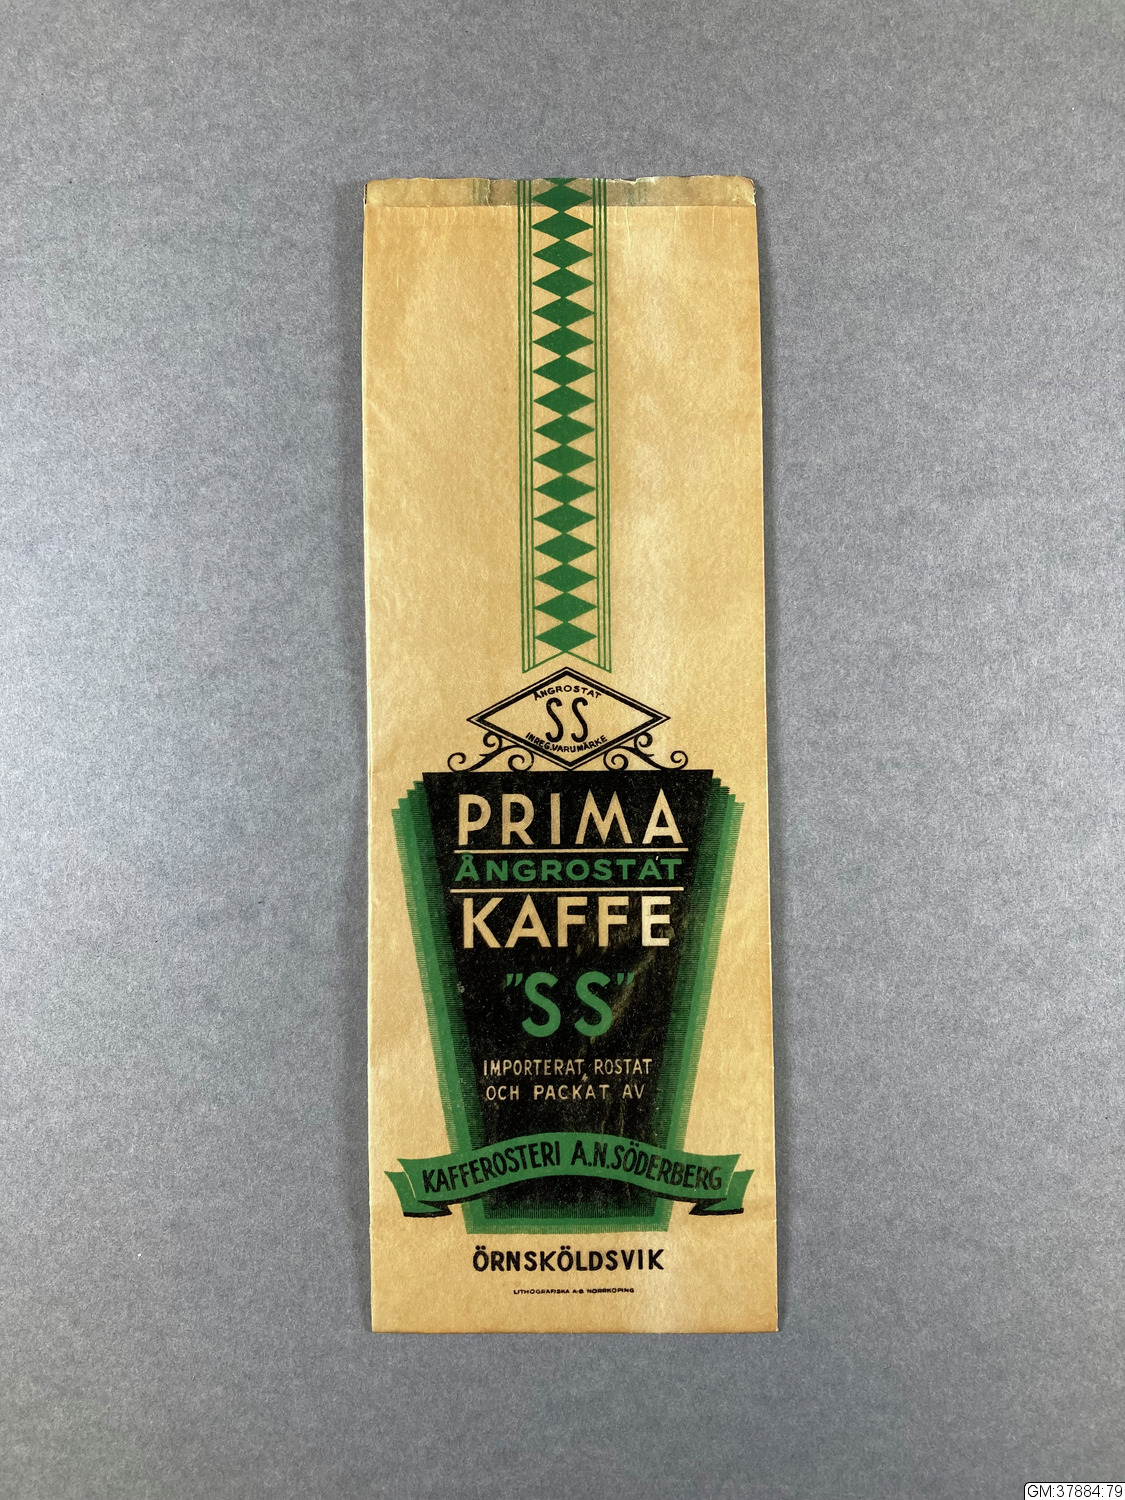 ÅNGROSTAT
SS
INREG. VARUMÄRKE
PRIMA
ÅNGROSTAT
KAFFE
"SS"
IMPORTERAT, ROSTAT
OCH PACKAT AV
KAFFEROSTERI A.N. SÖDERBERG
ÖRNSKÖLDSVIK
LITHOGRAFISKA A-B NORRKÖPING
GM:37884:79